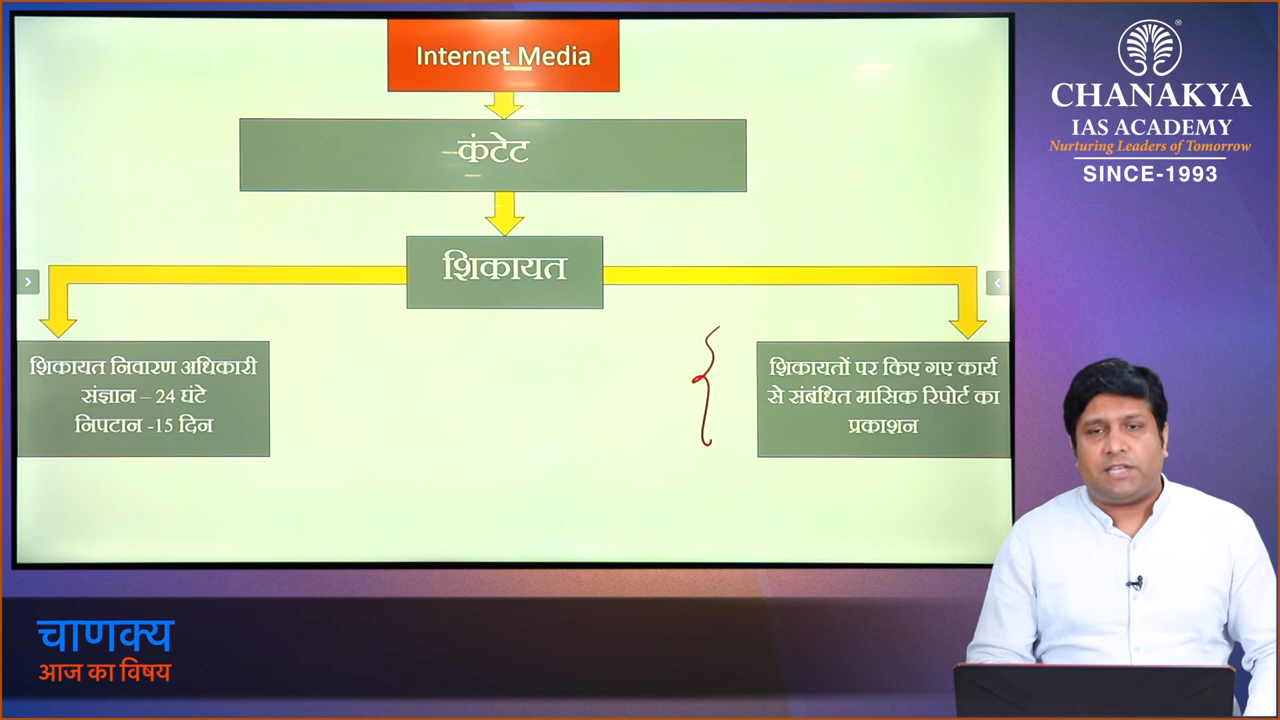 Internet Media
कंटेट
शिकायत
शिकायत निवारण अधिकारी
संज्ञान – 24 घंटे
निपटान -15 दिन
शिकायतों पर किए गए कार्य
से संबंधित मासिक रिपोर्ट का
प्रकाशन
®
CHANAKYA
IAS ACADEMY
Nurturing Leaders of Tomorrow
SINCE-1993
चाणक्य
आज का विषय